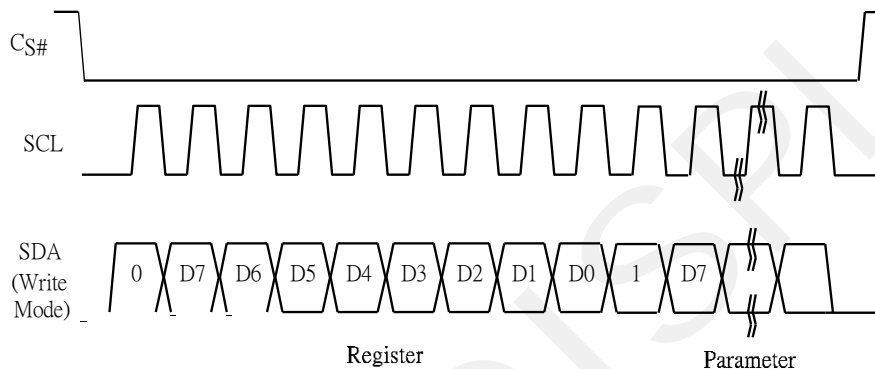 CS#
SCL
SDA
(Write
Mode)
0 D7 D6 D5 D4 D3 D2 D1 D0 1 D7
Register Parameter